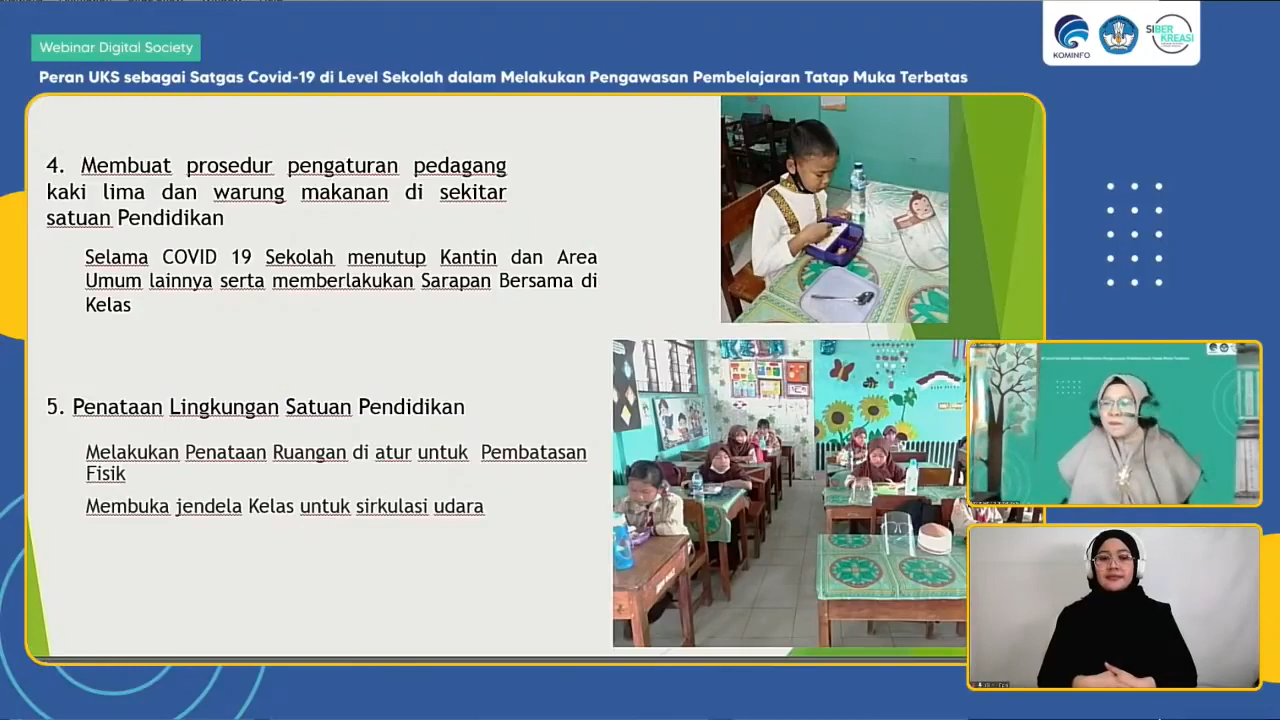 Webinar Digital Society
Peran UKS sebagai Satgas Covid-19 di Level Sekolah dalam Melakukan Pengawasan Pembelajaran Tatap Muka Terbatas
KOMINFO
SIBER
KREASI
4. Membuat prosedur pengaturan pedagang
kaki lima dan warung makanan di sekitar
satuan Pendidikan
Selama COVID 19 Sekolah menutup Kantin dan Area
Umum lainnya serta memberlakukan Sarapan Bersama di
Kelas
5. Penataan Lingkungan Satuan Pendidikan
Melakukan Penataan Ruangan di atur untuk Pembatasan
Fisik
Membuka jendela Kelas untuk sirkulasi udara